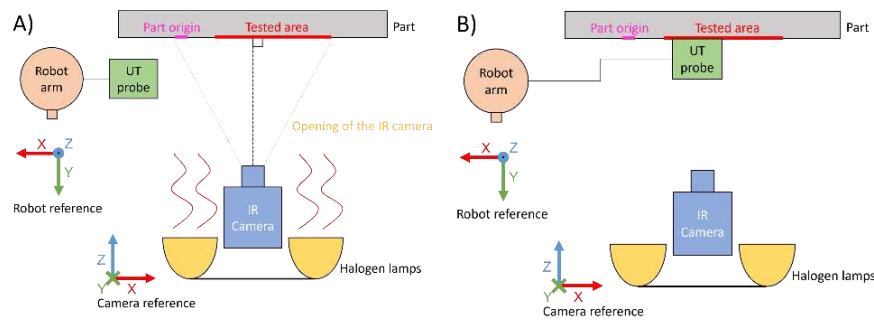 A)
Part origin
Tested area
Part
Robot
arm
UT
probe
Opening of the IR camera
X
Z
Y
Robot reference
IR
Camera
Z
Y
X
Camera reference
Halogen lamps
B)
Part origin
Tested area
Part
Robot
arm
UT
probe
X
Z
Y
Robot reference
IR
Camera
Z
Y
X
Camera reference
Halogen lamps